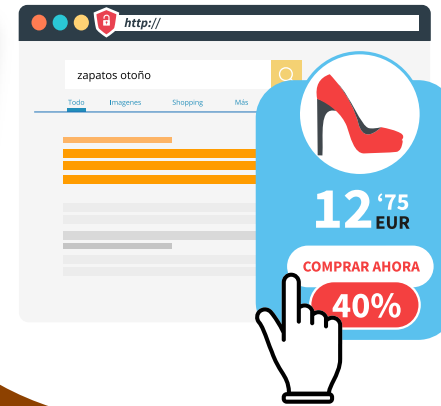 http://
zapatos otoño
Todo Imagenes Shopping Más
12 ‘75
EUR
COMPRAR AHORA
40%